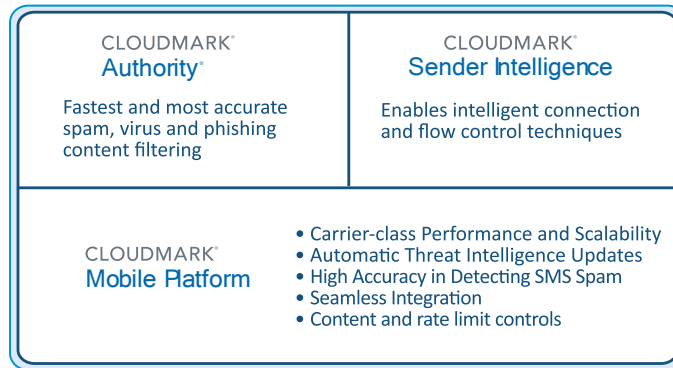 CLOUDMARK®
Authority®
Fastest and most accurate
spam, virus and phishing
content filtering
CLOUDMARK®
Sender Intelligence
Enables intelligent connection
and flow control techniques
CLOUDMARK®
Mobile Platform
• Carrier-class Performance and Scalability
• Automatic Threat Intelligence Updates
• High Accuracy in Detecting SMS Spam
• Seamless Integration
• Content and rate limit controls